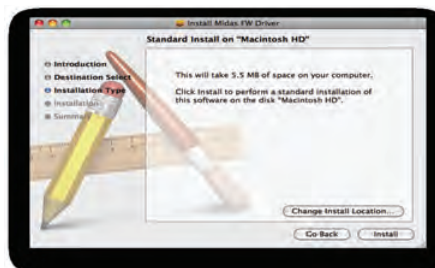 Install Midas FW Driver
Standard Install on "Macintosh HD"
Introduction
Destination Select
Installation Type
Installation
Summary
This will take 5.5 MB of space on your computer.
Click Install to perform a standard installation of
this software on the disk "Macintosh HD".
Change Install Location...
Go Back
Install